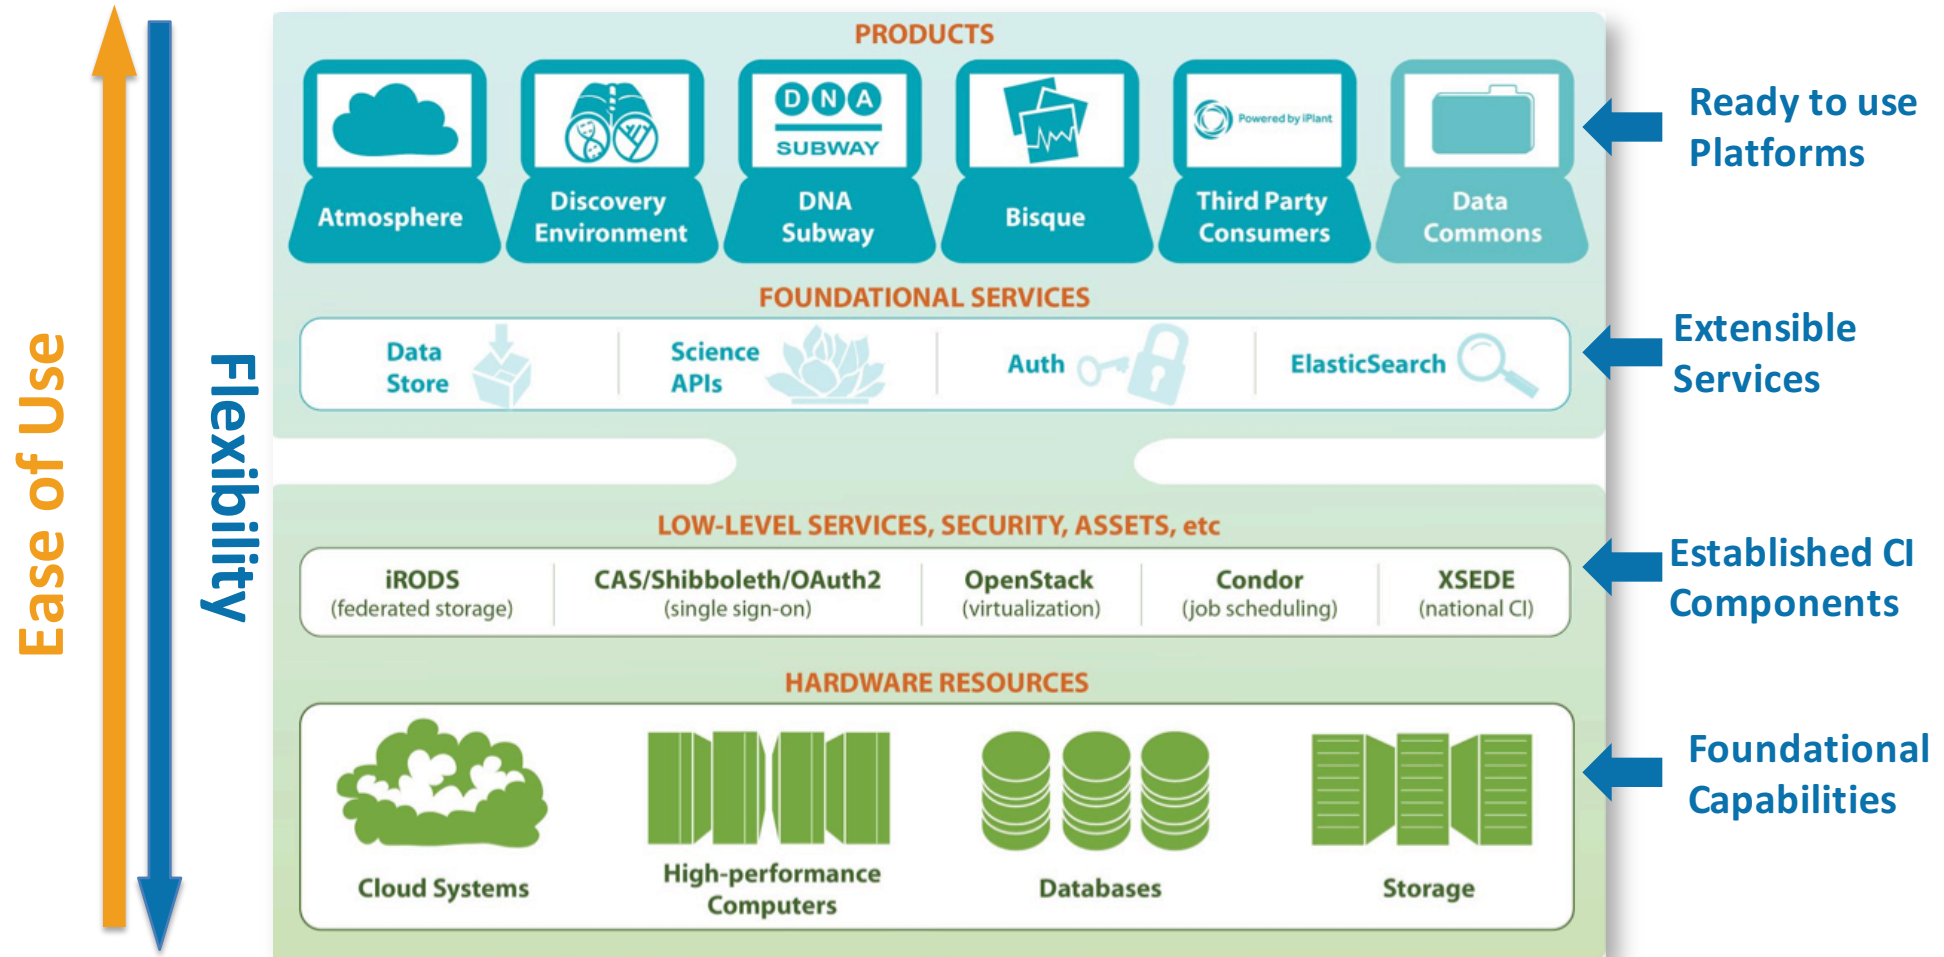 Ease of Use
Flexibility
PRODUCTS
DNA
SUBWAY
Powered by iPlant
Atmosphere
Discovery
Environment
DNA
Subway
Bisque
Third Party
Consumers
Data
Commons
Ready to use
Platforms
FOUNDATIONAL SERVICES
Data
Store
Science
APIs
Auth
ElasticSearch
Extensible
Services
LOW-LEVEL SERVICES, SECURITY, ASSETS, etc
iRODS
(federated storage)
CAS/Shibboleth/OAuth2
(single sign-on)
OpenStack
(virtualization)
Condor
(job scheduling)
XSEDE
(national CI)
Established CI
Components
HARDWARE RESOURCES
Cloud Systems
High-performance
Computers
Databases
Storage
Foundational
Capabilities